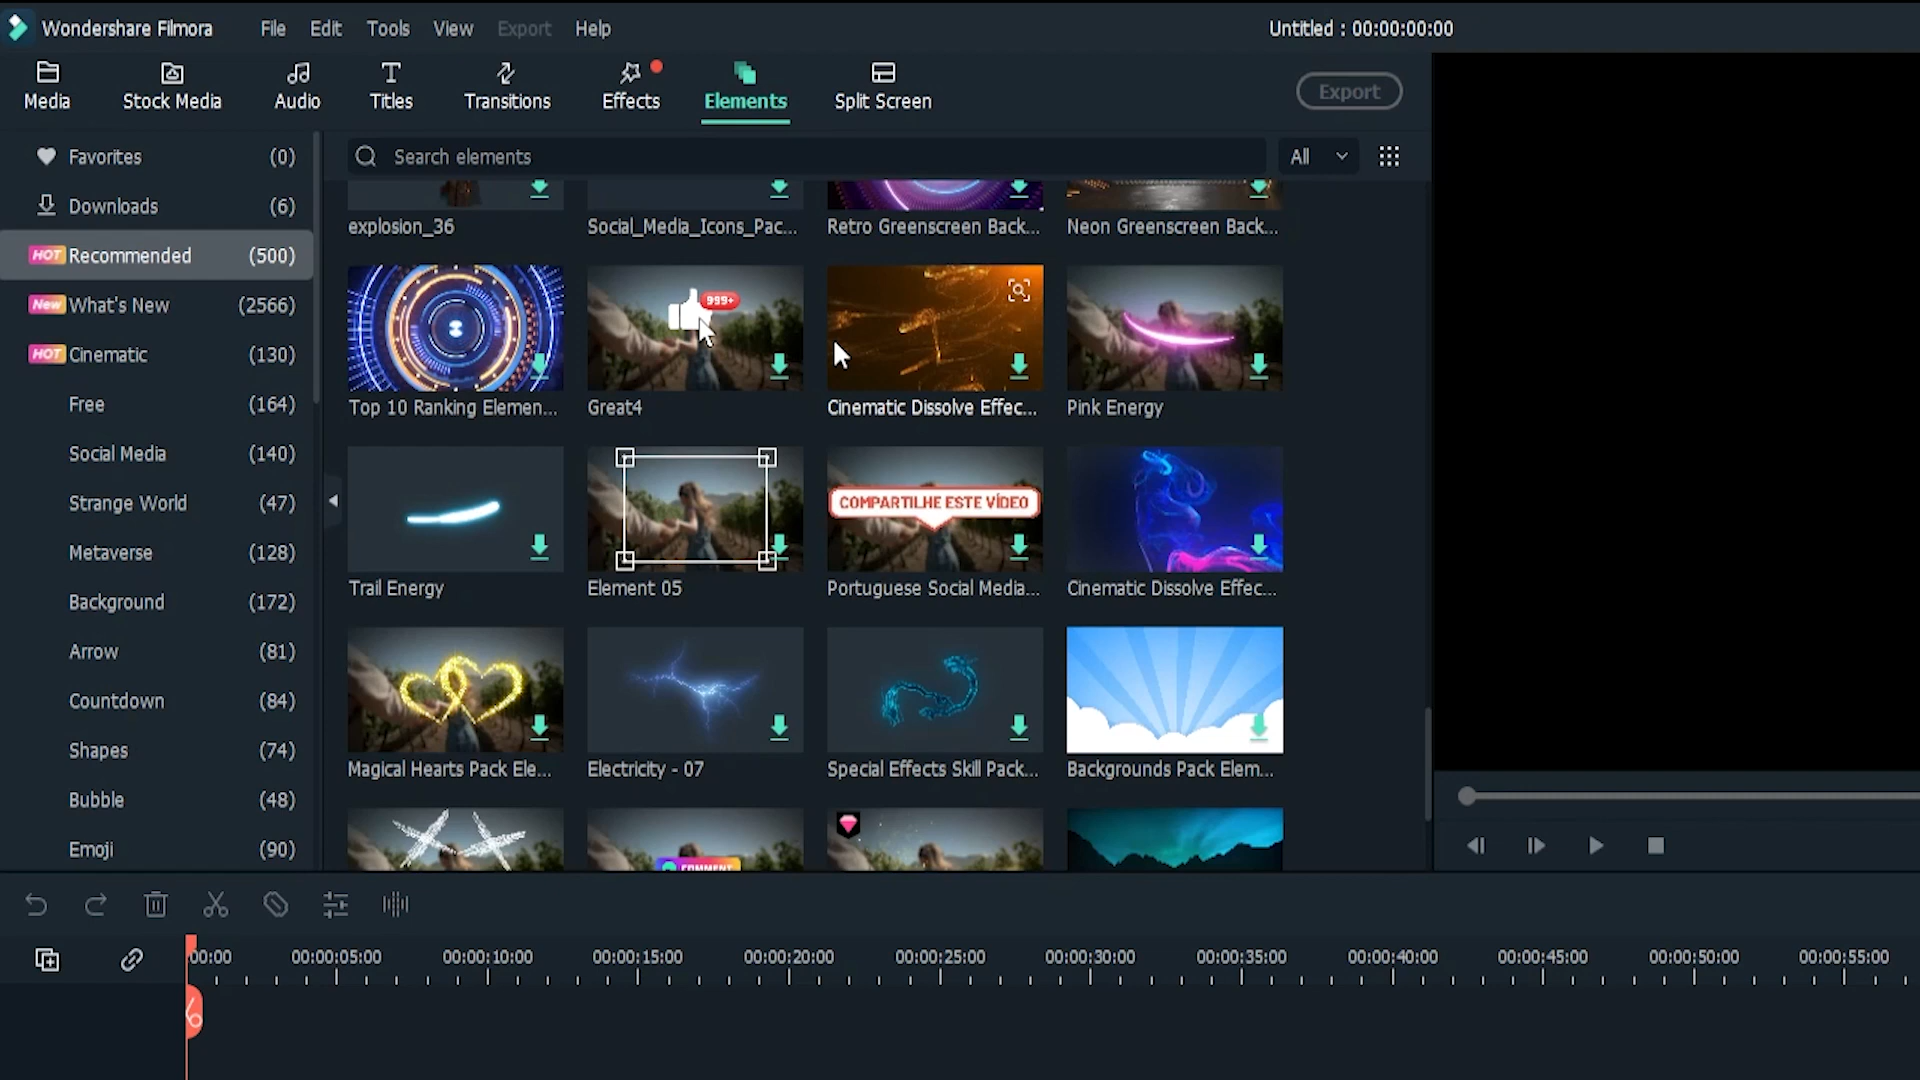 Wondershare Filmora File Edit Tools View Export Help Untitled : 00:00:00:00
Media Stock Media Audio Titles Transitions Effects Elements Split Screen Export
Favorites (0)
Downloads (6)
HOT Recommended (500)
New What's New (2566)
HOT Cinematic (130)
Free (164)
Social Media (140)
Strange World (47)
Metaverse (128)
Background (172)
Arrow (81)
Countdown (84)
Shapes (74)
Bubble (48)
Emoji (90)
Search elements All
explosion_36 Social_Media_Icons_Pac... Retro Greenscreen Back... Neon Greenscreen Back...
999+
Top 10 Ranking Elemen... Great4 Cinematic Dissolve Effec... Pink Energy
COMPARTILHE ESTE VÍDEO
Trail Energy Element 05 Portuguese Social Media... Cinematic Dissolve Effec...
Magical Hearts Pack Ele... Electricity - 07 Special Effects Skill Pack... Backgrounds Pack Elem...
COMMENT
00:00 00:00:05:00 00:00:10:00 00:00:15:00 00:00:20:00 00:00:25:00 00:00:30:00 00:00:35:00 00:00:40:00 00:00:45:00 00:00:50:00 00:00:55:00